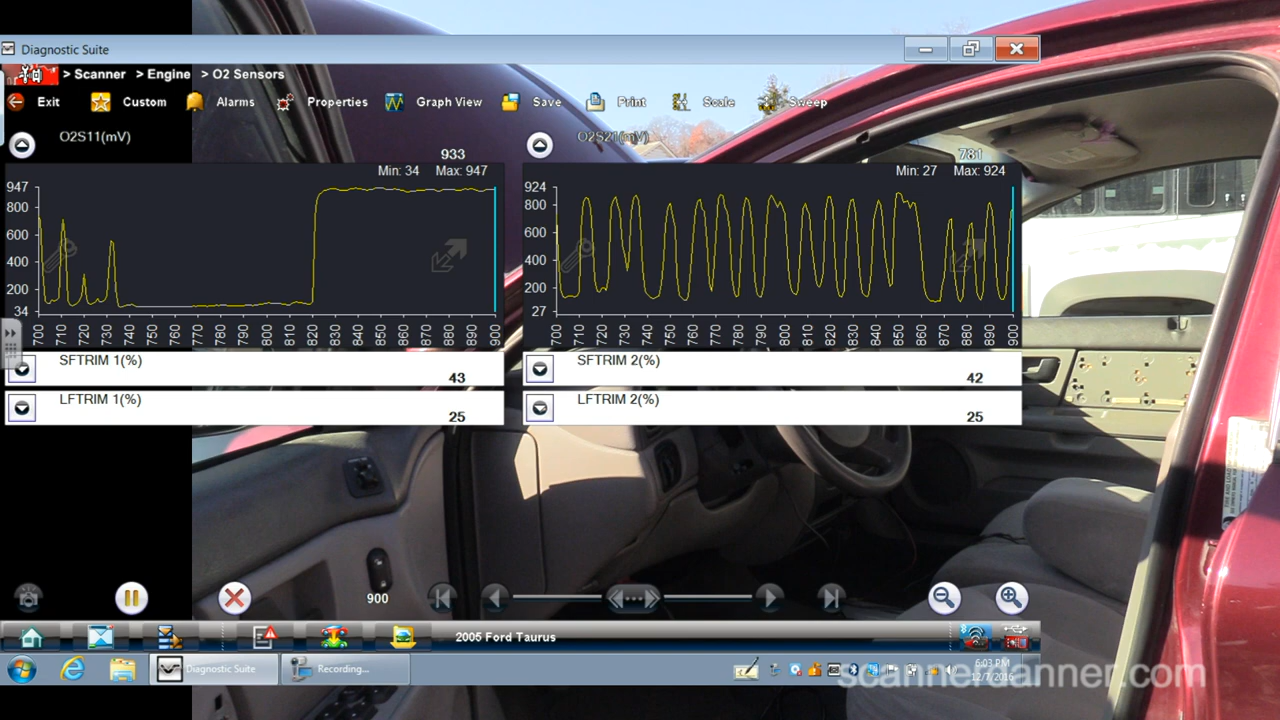 Diagnostic Suite
> Scanner > Engine > O2 Sensors
Exit Custom Alarms Properties Graph View Save Print Scale Sweep
O2S11(mV)
933
Min: 34 Max: 947
947
800
600
400
200
34
700 710 720 730 740 750 760 770 780 790 800 810 820 830 840 850 860 870 880 890 900
O2S21(mV)
781
Min: 27 Max: 924
924
800
600
400
200
27
700 710 720 730 740 750 760 770 780 790 800 810 820 830 840 850 860 870 880 890 900
SFTRIM 1(%)
43
SFTRIM 2(%)
42
LFTRIM 1(%)
25
LFTRIM 2(%)
25
900
2005 Ford Taurus
Diagnostic Suite
Recording...
6:03 PM
12/7/2016
scannerdanner.com